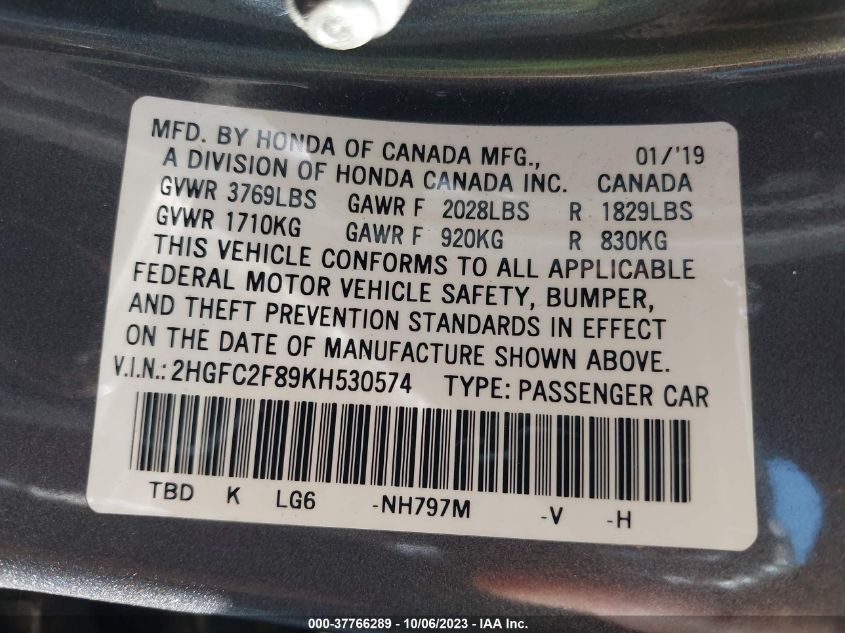 MFD. BY HONDA OF CANADA MFG., 01/'19
A DIVISION OF HONDA CANADA INC. CANADA
GVWR 3769LBS GAWR F 2028LBS R 1829LBS
GVWR 1710KG GAWR F 920KG R 830KG
THIS VEHICLE CONFORMS TO ALL APPLICABLE
FEDERAL MOTOR VEHICLE SAFETY, BUMPER,
AND THEFT PREVENTION STANDARDS IN EFFECT
ON THE DATE OF MANUFACTURE SHOWN ABOVE.
V.I.N.: 2HGFC2F89KH530574 TYPE: PASSENGER CAR
TBD K LG6 -NH797M -V -H
000-37766289 - 10/06/2023 - IAA Inc.